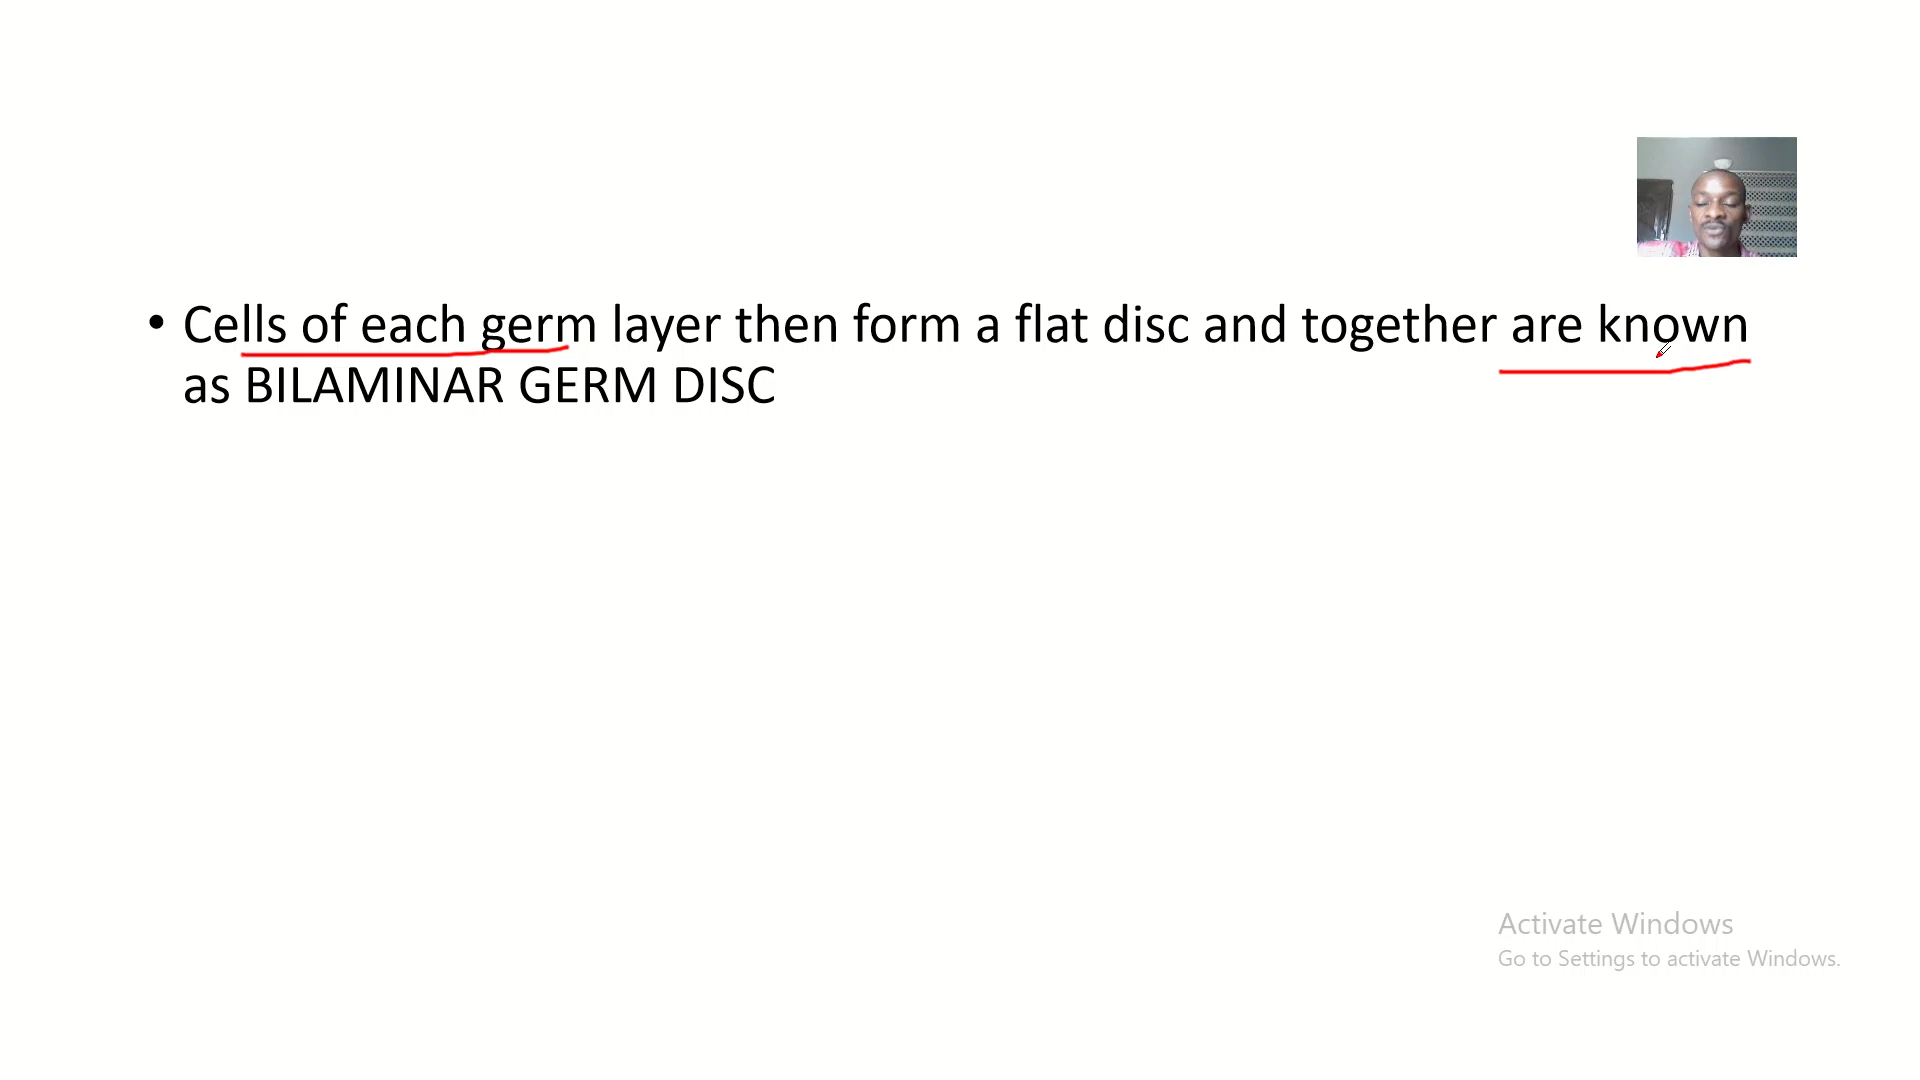 • Cells of each germ layer then form a flat disc and together are known
as BILAMINAR GERM DISC
Activate Windows
Go to Settings to activate Windows.